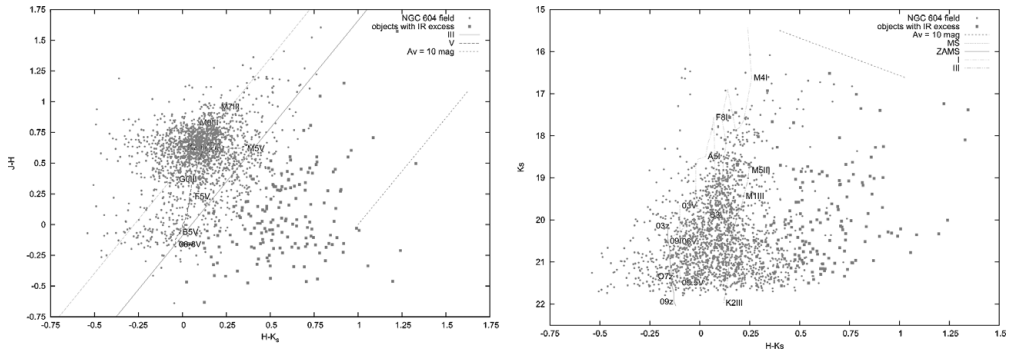 1.75
1.5
1.25
1
0.75
0.5
0.25
0
-0.25
-0.5
-0.75
J-H
-0.75 -0.5 -0.25 0 0.25 0.5 0.75 1 1.25 1.5 1.75
H-Ks
NGC 604 field
objects with IR excess
III
V
Av = 10 mag
M7III
M5V
G0III
F5V
B5V
15
16
17
18
19
20
21
22
Ks
-0.75 -0.5 -0.25 0 0.25 0.5 0.75 1 1.25 1.5
H-Ks
NGC 604 field
objects with IR excess
Av = 10 mag
MS
ZAMS
I
III
M4I
F8I
A5I
M5III
M1III
03V
03z
O7z
09z
K2III